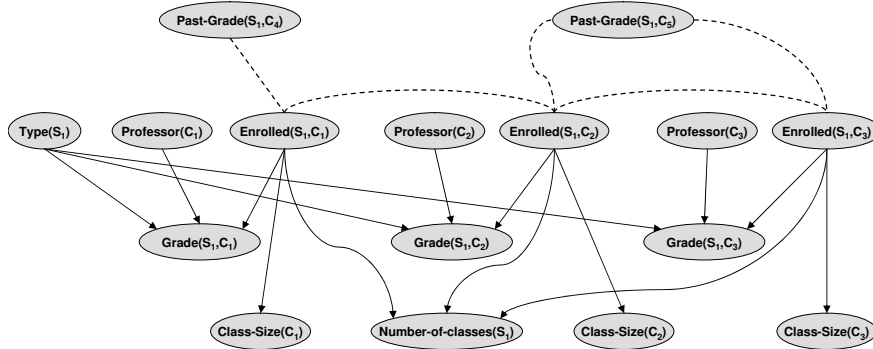 Past-Grade(S₁,C₄)
Past-Grade(S₁,C₅)
Type(S₁)
Professor(C₁)
Enrolled(S₁,C₁)
Professor(C₂)
Enrolled(S₁,C₂)
Professor(C₃)
Enrolled(S₁,C₃)
Grade(S₁,C₁)
Grade(S₁,C₂)
Grade(S₁,C₃)
Class-Size(C₁)
Number-of-classes(S₁)
Class-Size(C₂)
Class-Size(C₃)